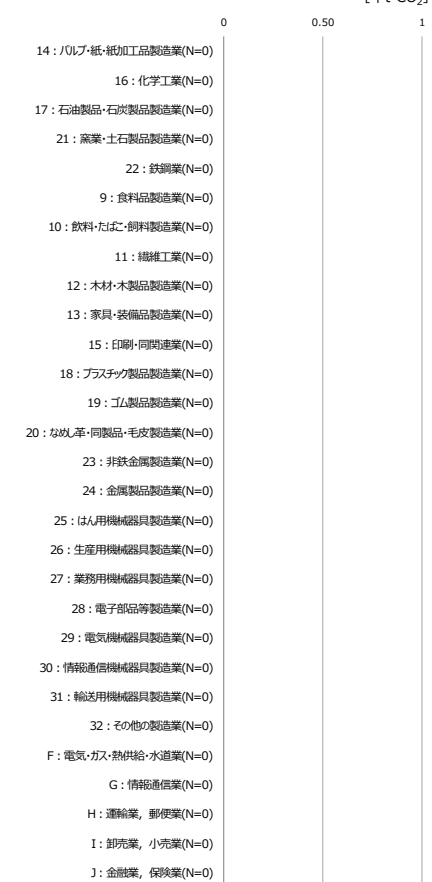 0 0.50 1
14：パルプ・紙・紙加工品製造業(N=0)
16：化学工業(N=0)
17：石油製品・石炭製品製造業(N=0)
21：窯業・土石製品製造業(N=0)
22：鉄鋼業(N=0)
9：食料品製造業(N=0)
10：飲料・たばこ・飼料製造業(N=0)
11：繊維工業(N=0)
12：木材・木製品製造業(N=0)
13：家具・装備品製造業(N=0)
15：印刷・同関連業(N=0)
18：プラスチック製品製造業(N=0)
19：ゴム製品製造業(N=0)
20：なめし革・同製品・毛皮製造業(N=0)
23：非鉄金属製造業(N=0)
24：金属製品製造業(N=0)
25：はん用機械器具製造業(N=0)
26：生産用機械器具製造業(N=0)
27：業務用機械器具製造業(N=0)
28：電子部品等製造業(N=0)
29：電気機械器具製造業(N=0)
30：情報通信機械器具製造業(N=0)
31：輸送用機械器具製造業(N=0)
32：その他の製造業(N=0)
F：電気・ガス・熱供給・水道業(N=0)
G：情報通信業(N=0)
H：運輸業，郵便業(N=0)
I：卸売業，小売業(N=0)
J：金融業，保険業(N=0)